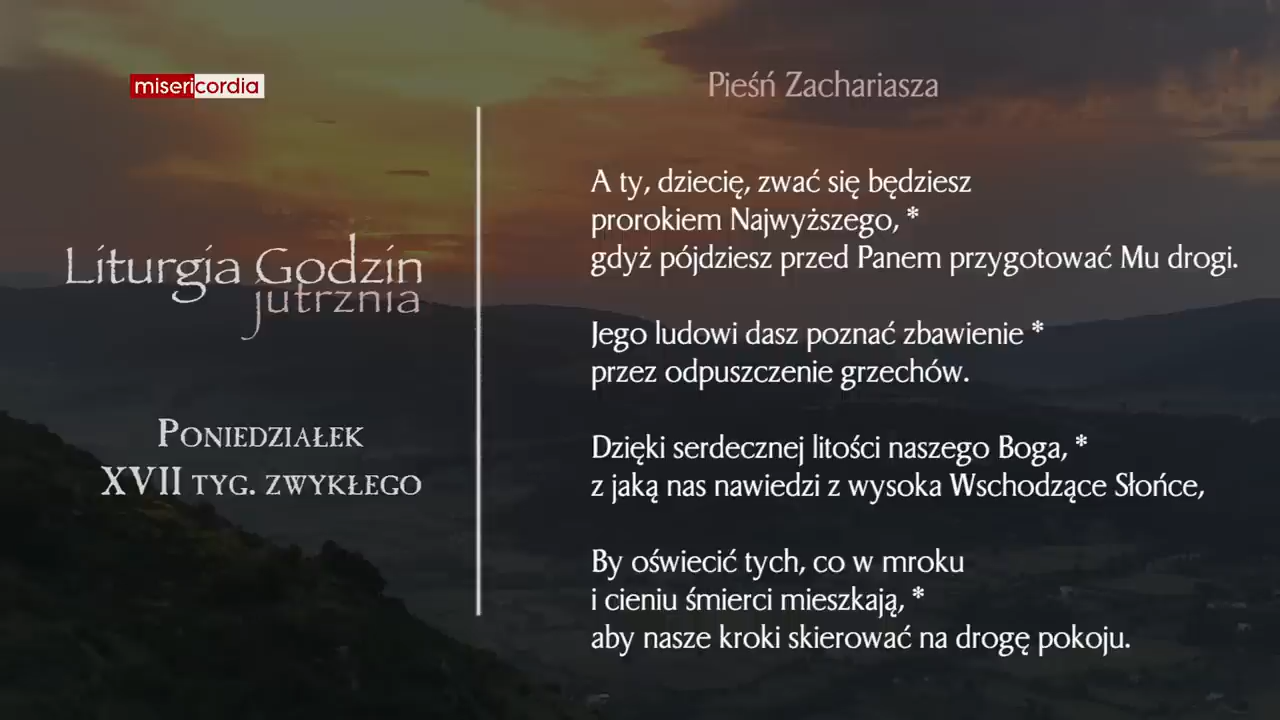 misericordia
Liturgia Godzin
jutrznia
Poniedziałek
XVII tyg. zwykłego
Pieśń Zachariasza
A ty, dziecię, zwać się będziesz
prorokiem Najwyższego, *
gdyż pójdziesz przed Panem przygotować Mu drogi.
Jego ludowi dasz poznać zbawienie *
przez odpuszczenie grzechów.
Dzięki serdecznej litości naszego Boga, *
z jaką nas nawiedzi z wysoka Wschodzące Słońce,
By oświecić tych, co w mroku
i cieniu śmierci mieszkają, *
aby nasze kroki skierować na drogę pokoju.